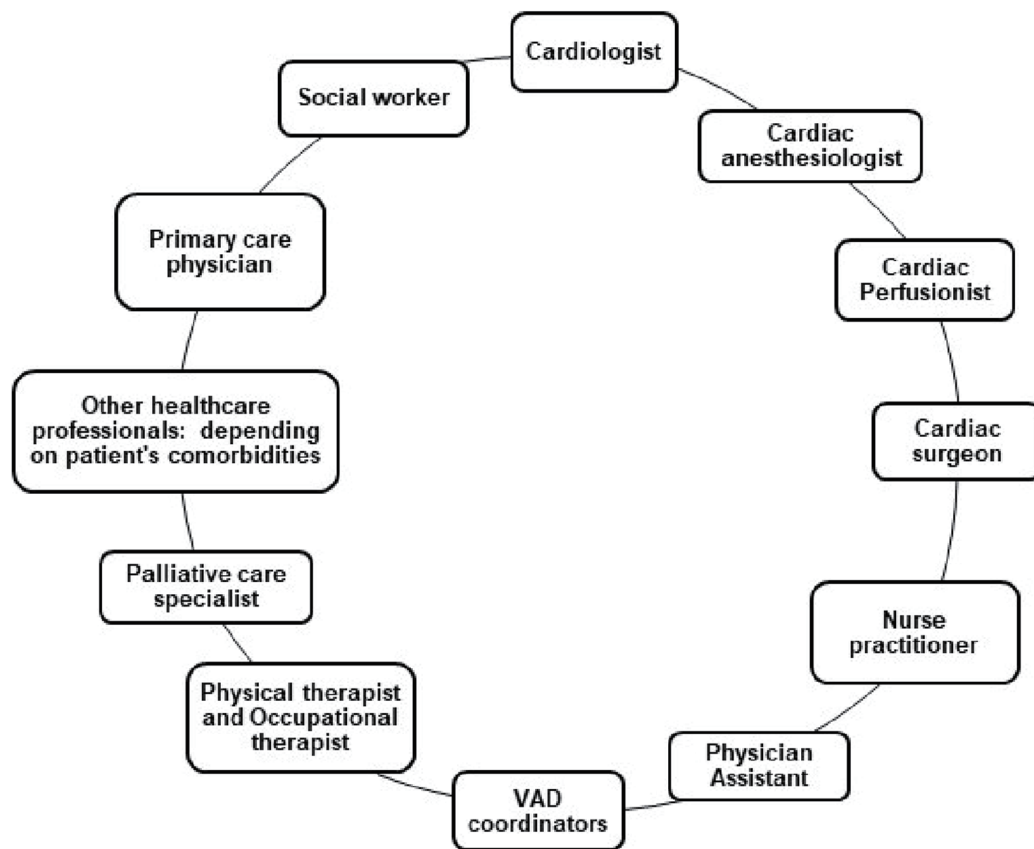 Cardiologist
Cardiac
anesthesiologist
Cardiac
Perfusionist
Cardiac
surgeon
Nurse
practitioner
Physician
Assistant
VAD
coordinators
Physical therapist
and Occupational
therapist
Palliative care
specialist
Other healthcare
professionals:  depending
on patient's comorbidities
Primary care
physician
Social worker